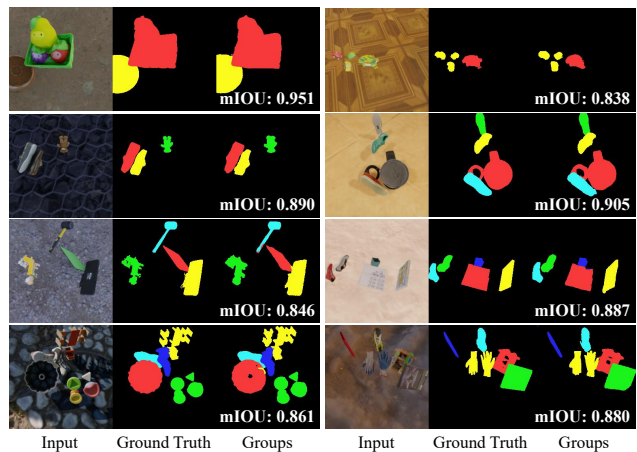 mIOU: 0.951
mIOU: 0.838
mIOU: 0.890
mIOU: 0.905
mIOU: 0.846
mIOU: 0.887
mIOU: 0.861
mIOU: 0.880
Input Ground Truth Groups Input Ground Truth Groups